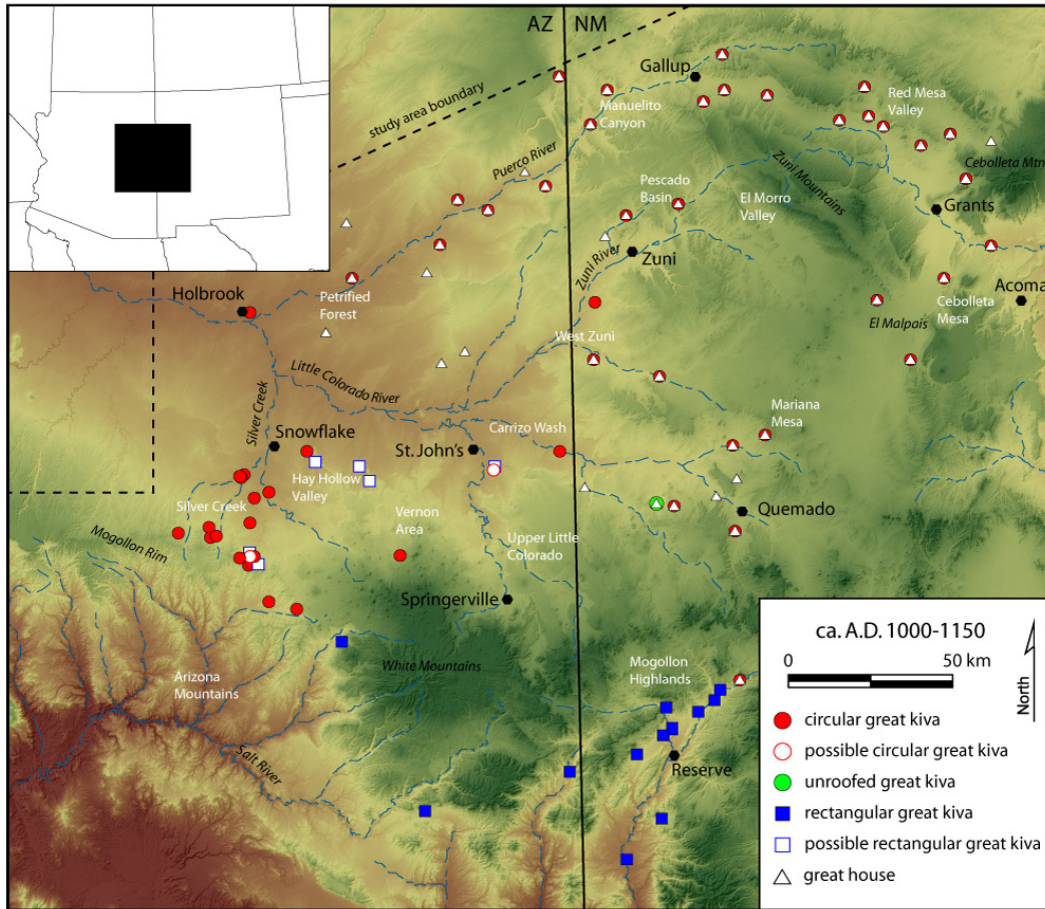 AZ NM
study area boundary
Gallup
Manuelito
Canyon
Red Mesa
Valley
Puerco River
Cebolleta Mtn
Zuni Mountains
Pescado
Basin
El Morro
Valley
Grants
Zuni River
Zuni
Acoma
Petrified
Forest
Holbrook
Cebolleta
Mesa
El Malpais
West Zuni
Little Colorado River
Silver Creek
Mariana
Mesa
Carrizo Wash
Snowflake
St. John's
Hay Hollow
Valley
Silver Creek
Vernon
Area
Quemado
Mogollon Rim
Upper Little
Colorado
Springerville
White Mountains
Mogollon
Highlands
Arizona
Mountains
Salt River
Reserve
ca. A.D. 1000-1150
0 50 km
North
circular great kiva
possible circular great kiva
unroofed great kiva
rectangular great kiva
possible rectangular great kiva
great house